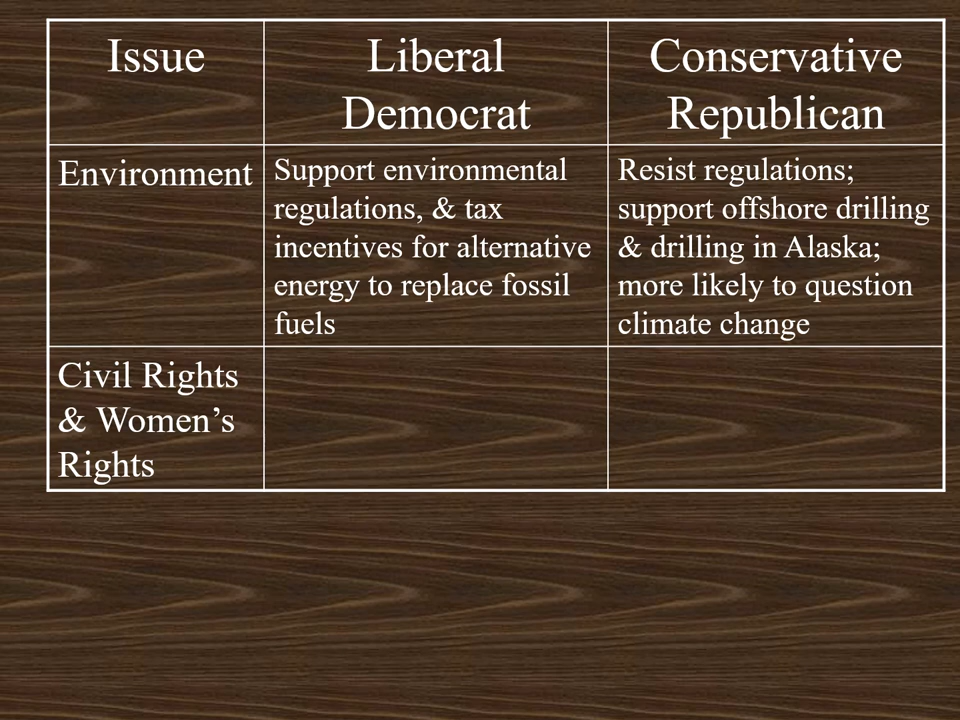 Issue
Liberal
Democrat
Conservative
Republican
Environment
Support environmental
regulations, & tax
incentives for alternative
energy to replace fossil
fuels
Resist regulations;
support offshore drilling
& drilling in Alaska;
more likely to question
climate change
Civil Rights
& Women’s
Rights